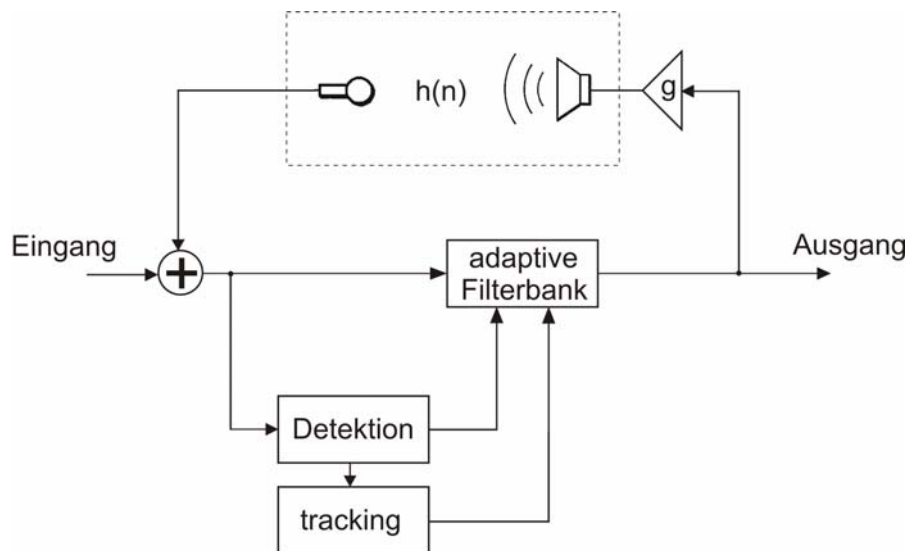 h(n)
g
Eingang
adaptive
Filterbank
Ausgang
Detektion
tracking